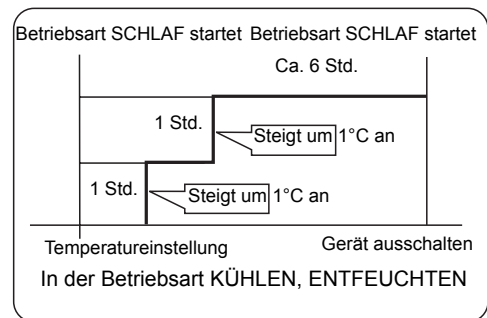 Betriebsart SCHLAF startet Betriebsart SCHLAF startet
Ca. 6 Std.
1 Std.
Steigt um 1°C an
1 Std.
Steigt um 1°C an
Temperatureinstellung
Gerät ausschalten
In der Betriebsart KÜHLEN, ENTFEUCHTEN